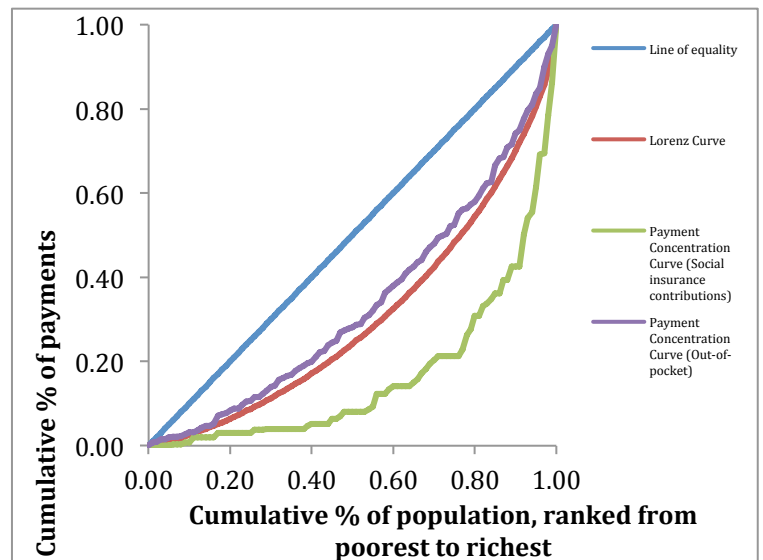 1.00
0.80
0.60
0.40
0.20
0.00
Cumulative % of payments
0.00 0.20 0.40 0.60 0.80 1.00
Cumulative % of population, ranked from
poorest to richest
Line of equality
Lorenz Curve
Payment
Concentration
Curve (Social
insurance
contributions)
Payment
Concentration
Curve (Out-of-
pocket)